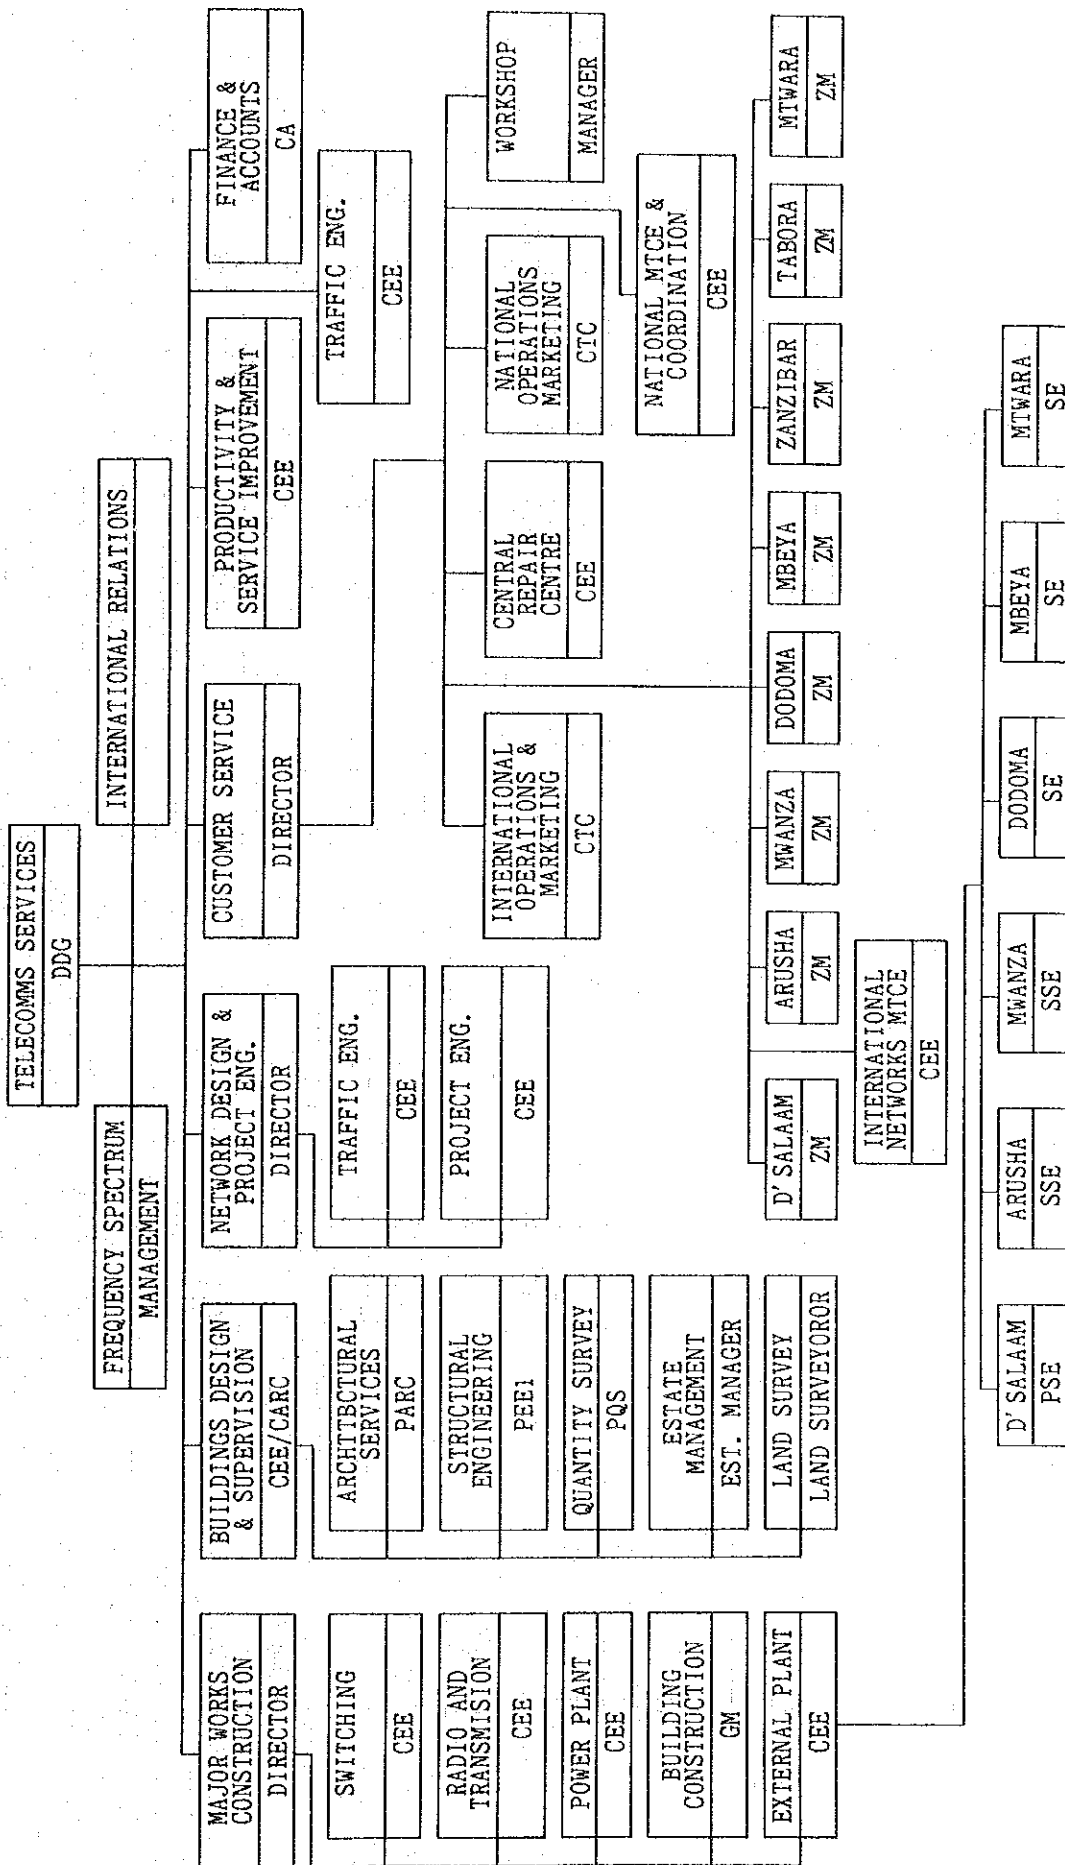 TELECOMMS SERVICES
DDG
FREQUENCY SPECTRUM
MANAGEMENT
INTERNATIONAL RELATIONS
MAJOR WORKS
CONSTRUCTION
DIRECTOR
BUILDINGS DESIGN
& SUPERVISION
CEE/CARC
NETWORK DESIGN &
PROJECT ENG.
DIRECTOR
CUSTOMER SERVICE
DIRECTOR
PRODUCTIVITY &
SERVICE IMPROVEMENT
CEE
FINANCE &
ACCOUNTS
CA
SWITCHING
CEE
RADIO AND
TRANSMISION
CEE
POWER PLANT
CEE
BUILDING
CONSTRUCTION
GM
EXTERNAL PLANT
CEE
ARCHITBCTURAL
SERVICES
PARC
STRUCTURAL
ENGINEERING
PEE1
QUANTITY SURVEY
PQS
ESTATE
MANAGEMENT
EST. MANAGER
LAND SURVEY
LAND SURVEYOROR
TRAFFIC ENG.
CEE
PROJECT ENG.
CEE
TRAFFIC ENG.
CEE
INTERNATIONAL
OPERATIONS &
MARKETING
CTC
CENTRAL
REPAIR
CENTRE
CEE
NATIONAL
OPERATIONS
MARKETING
CTC
WORKSHOP
MANAGER
NATIONAL MTCE &
COORDINATION
CEE
D'SALAAM
ZM
ARUSHA
ZM
MWANZA
ZM
DODOMA
ZM
MBEYA
ZM
ZANZIBAR
ZM
TABORA
ZM
MTWARA
ZM
INTERNATIONAL
NETWORKS MTCE
CEE
D'SALAAM
PSE
ARUSHA
SSE
MWANZA
SSE
DODOMA
SE
MBEYA
SE
MTWARA
SE